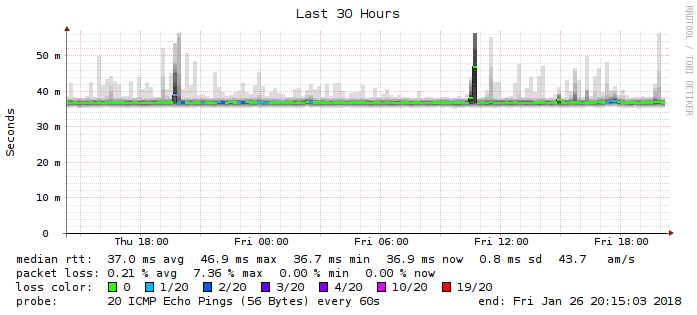 Last 30 Hours
RRDTOOL / TOBI OETIKER
Seconds
50 m
40 m
30 m
20 m
10 m
0
Thu 18:00 Fri 00:00 Fri 06:00 Fri 12:00 Fri 18:00
median rtt: 37.0 ms avg 46.9 ms max 36.7 ms min 36.9 ms now 0.8 ms sd 43.7 am/s
packet loss: 0.21 % avg 7.36 % max 0.00 % min 0.00 % now
loss color: 0 1/20 2/20 3/20 4/20 10/20 19/20
probe: 20 ICMP Echo Pings (56 Bytes) every 60s end: Fri Jan 26 20:15:03 2018